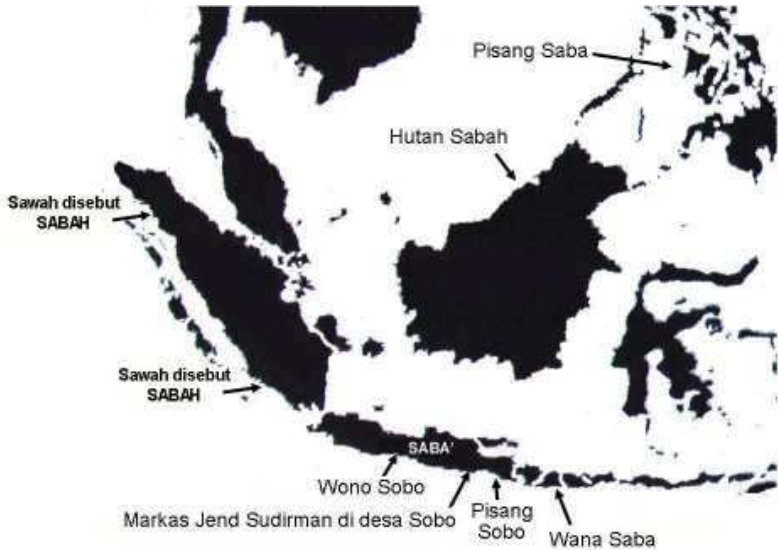 Pisang Saba
Hutan Sabah
Sawah disebut
SABAH
Sawah disebut
SABAH
SABA'
Wono Sobo
Markas Jend Sudirman di desa Sobo
Pisang
Sobo
Wana Saba